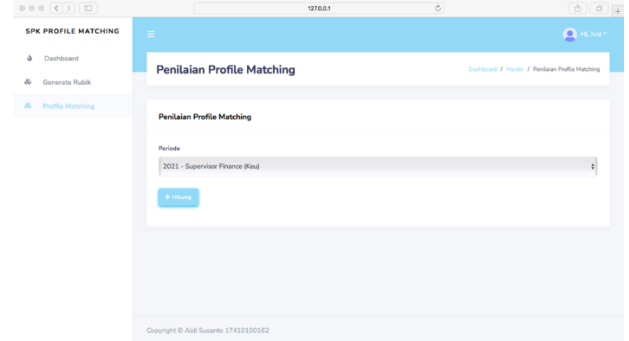 127.0.0.1
SPK PROFILE MATCHING
Hi, hrd
Dashboard
Generate Rubik
Profile Matching
Penilaian Profile Matching
Dashboard / Master / Penilaian Profile Matching
Penilaian Profile Matching
Periode
2021 - Supervisor Finance (Keu)
+ Hitung
Copyright © Aldi Susanto 17410100162